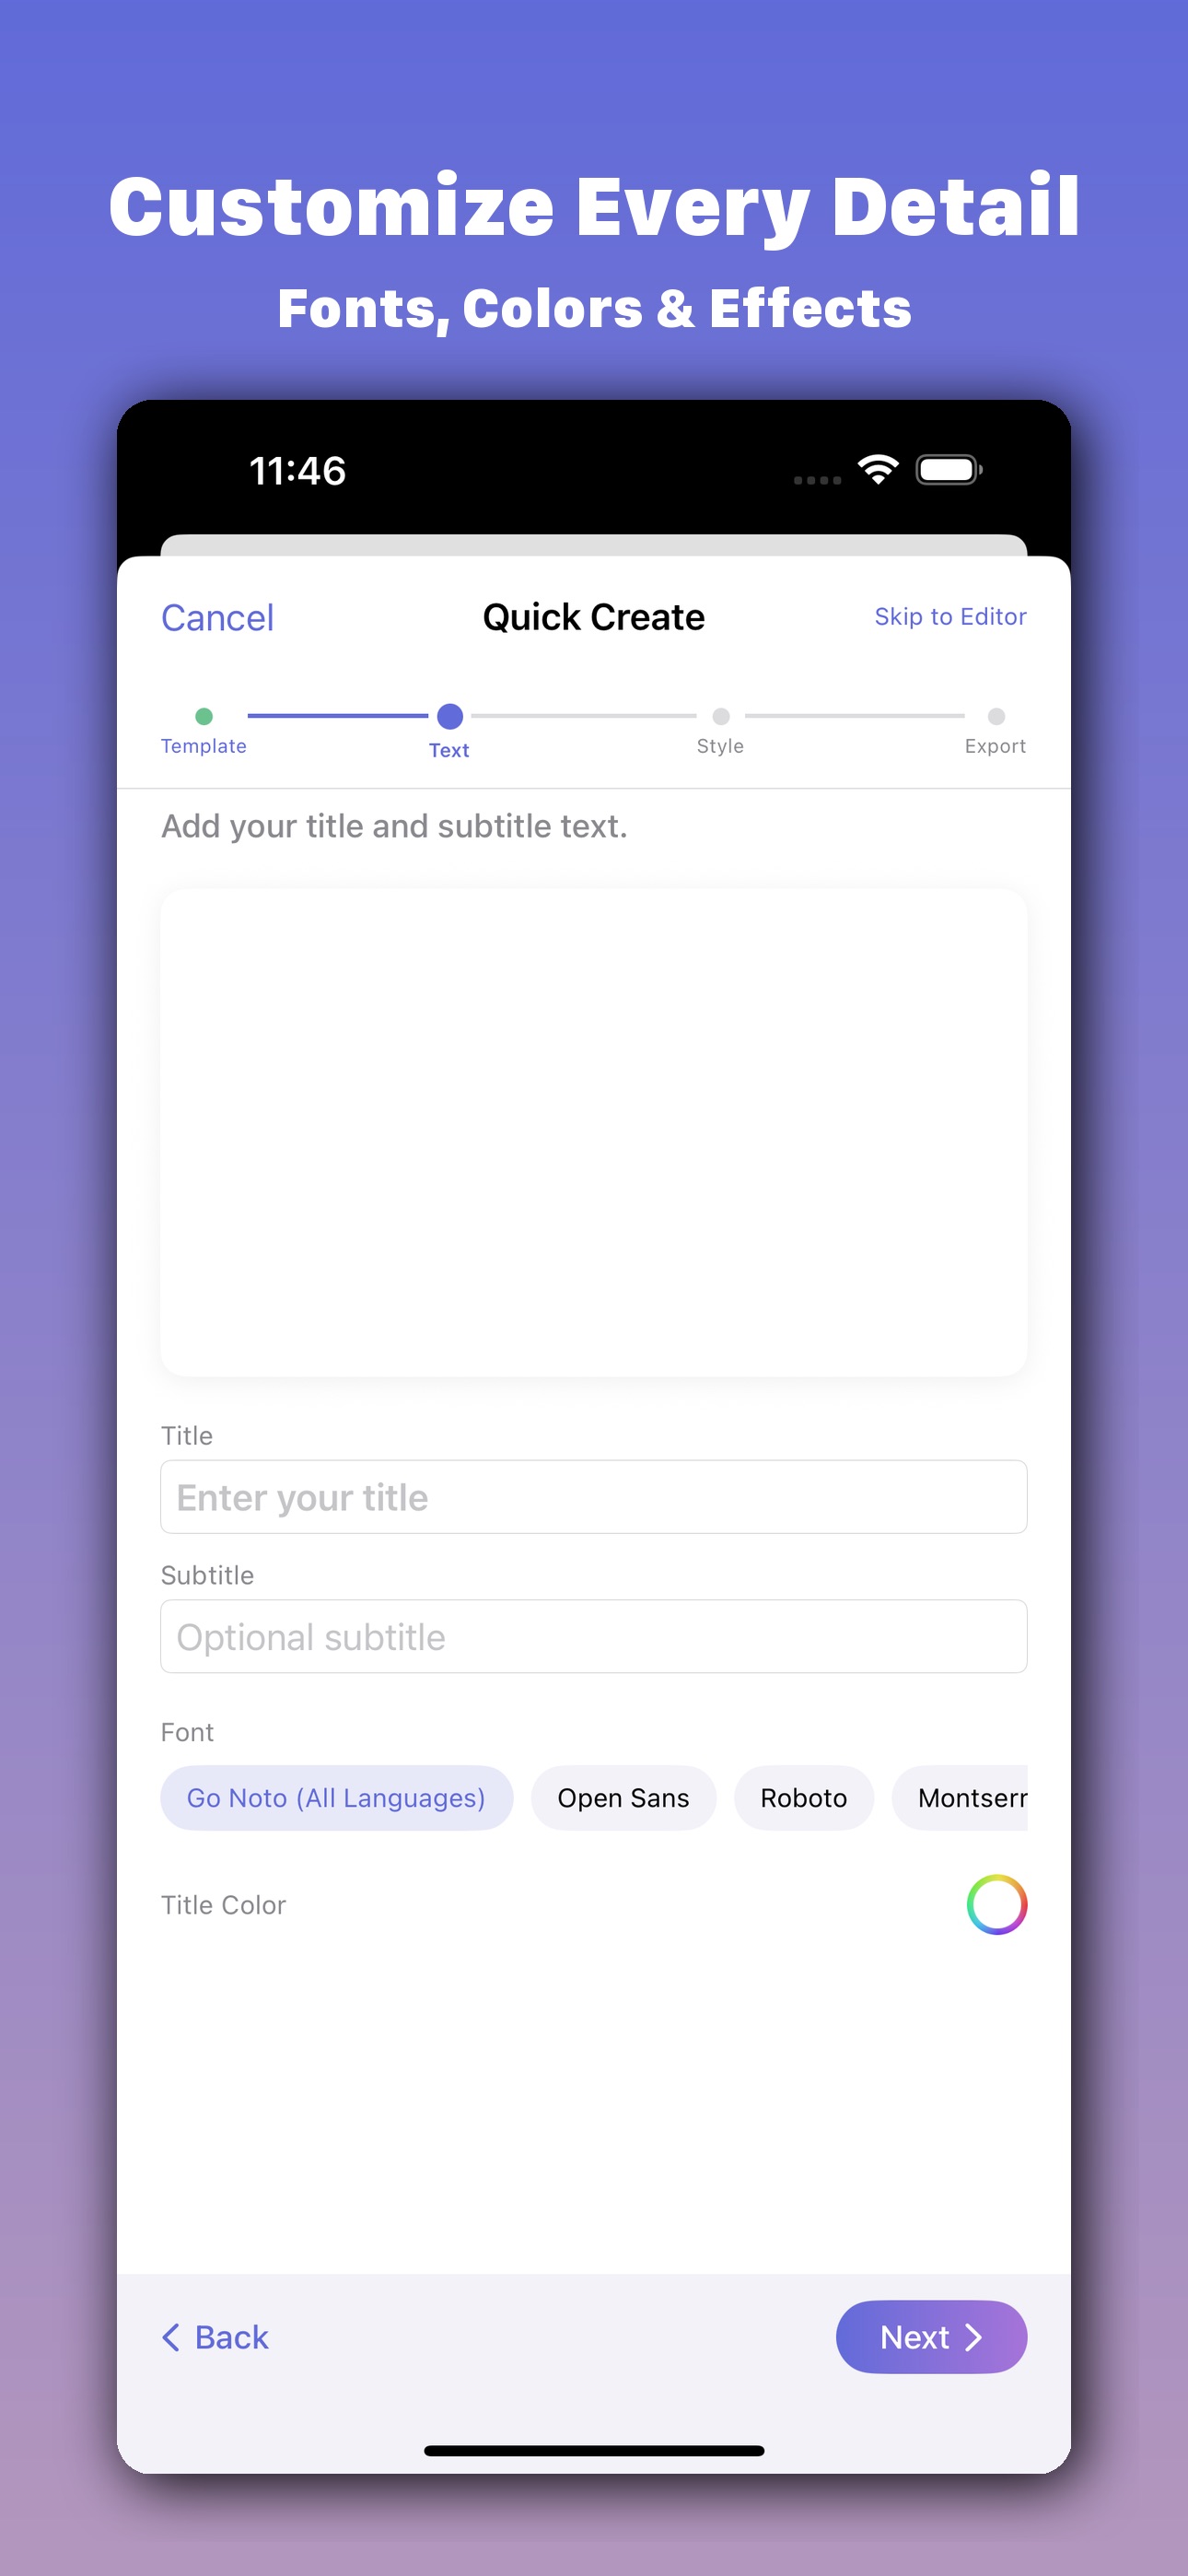 Customize Every Detail
Fonts, Colors & Effects
11:46
Cancel Quick Create Skip to Editor
Template Text Style Export
Add your title and subtitle text.
Title
Enter your title
Subtitle
Optional subtitle
Font
Go Noto (All Languages) Open Sans Roboto Montserr
Title Color
Back Next